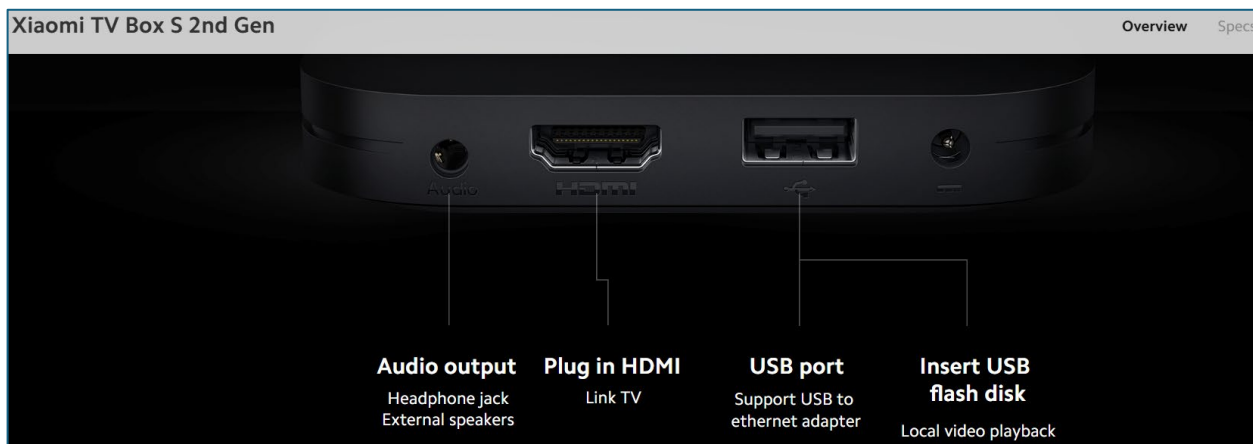 Xiaomi TV Box S 2nd Gen
Overview Specs
Audio HDMI
Audio output
Headphone jack
External speakers
Plug in HDMI
Link TV
USB port
Support USB to
ethernet adapter
Insert USB
flash disk
Local video playback